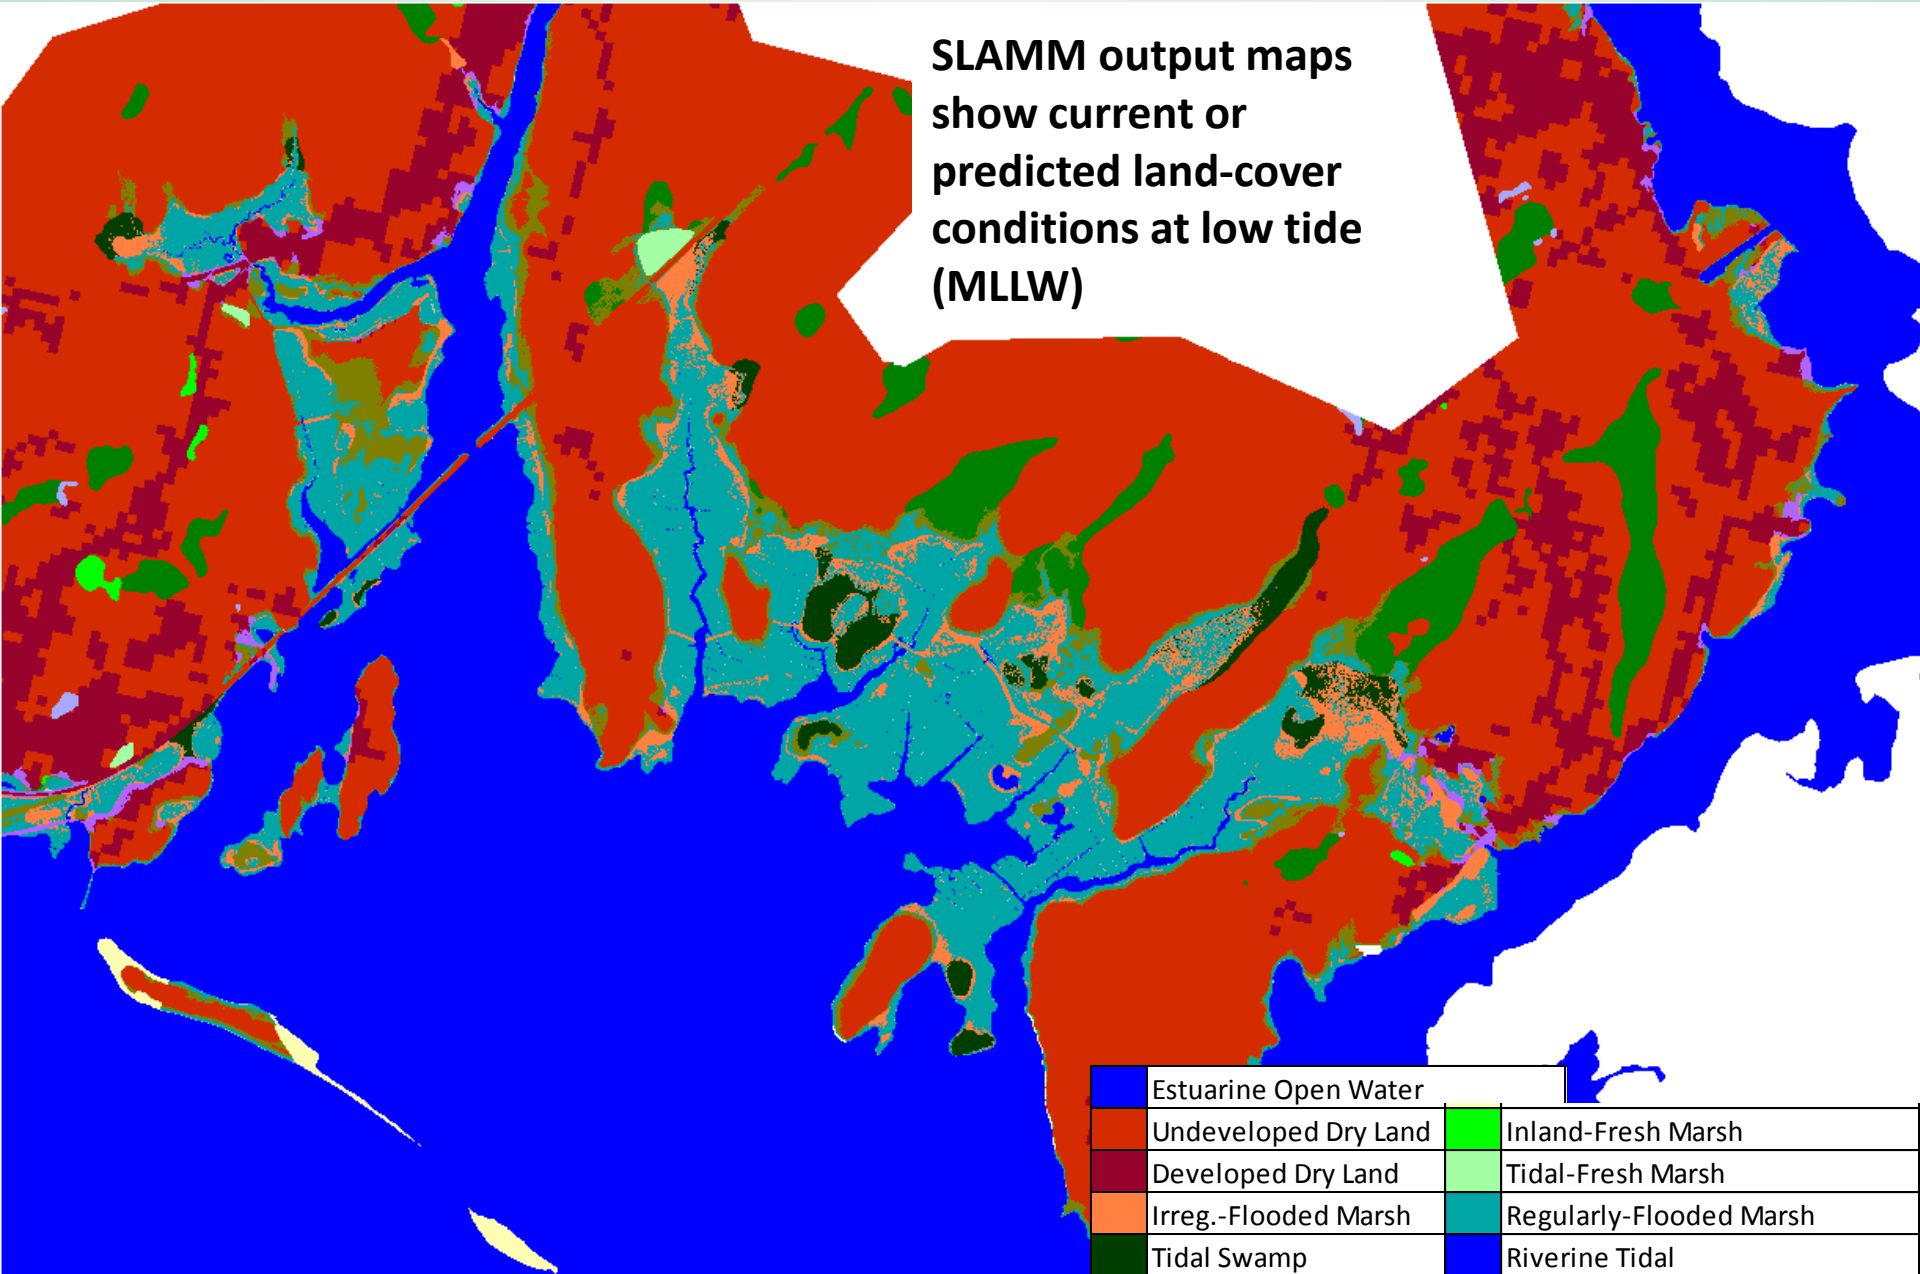 SLAMM output maps
show current or
predicted land-cover
conditions at low tide
(MLLW)
Estuarine Open Water
Undeveloped Dry Land
Inland-Fresh Marsh
Developed Dry Land
Tidal-Fresh Marsh
Irreg.-Flooded Marsh
Regularly-Flooded Marsh
Tidal Swamp
Riverine Tidal